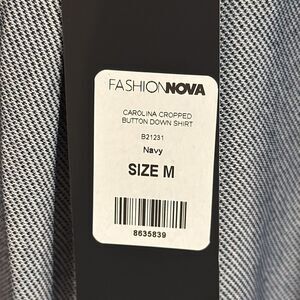 FASHIONNOVA
CAROLINA CROPPED
BUTTON DOWN SHIRT
B21231
Navy
SIZE M
8635839